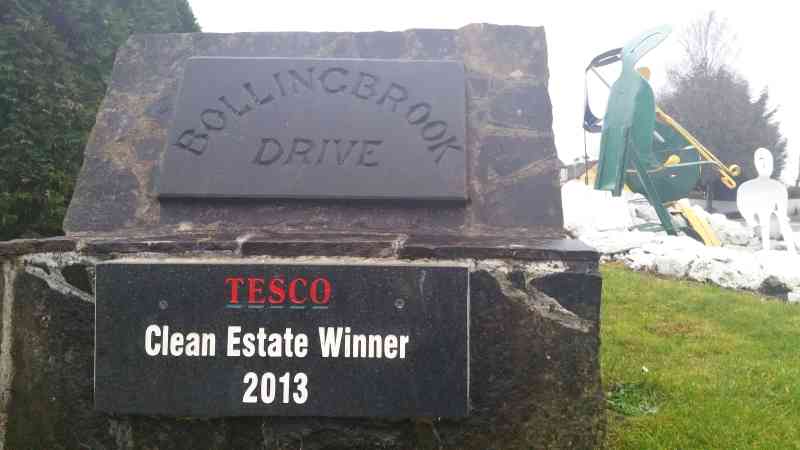 BOLLINGBROOK
DRIVE
TESCO
Clean Estate Winner
2013